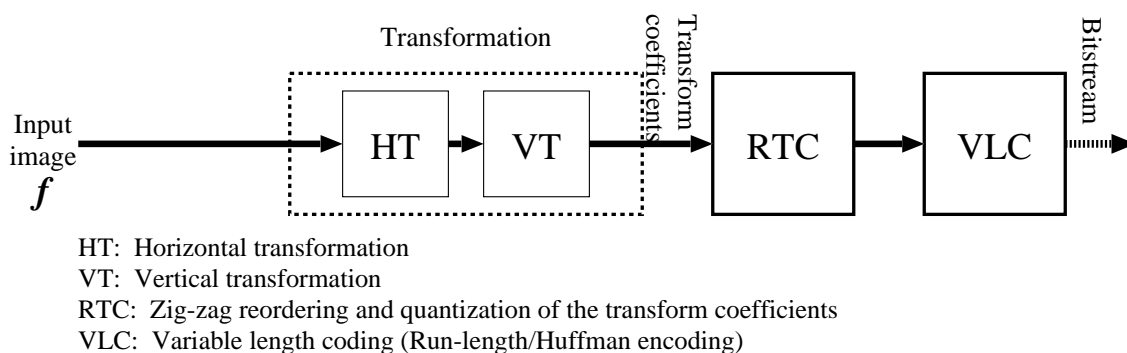 Transformation
Transform
coefficients
Bitstream
Input
image
f
HT
VT
RTC
VLC
HT: Horizontal transformation
VT: Vertical transformation
RTC: Zig-zag reordering and quantization of the transform coefficients
VLC: Variable length coding (Run-length/Huffman encoding)